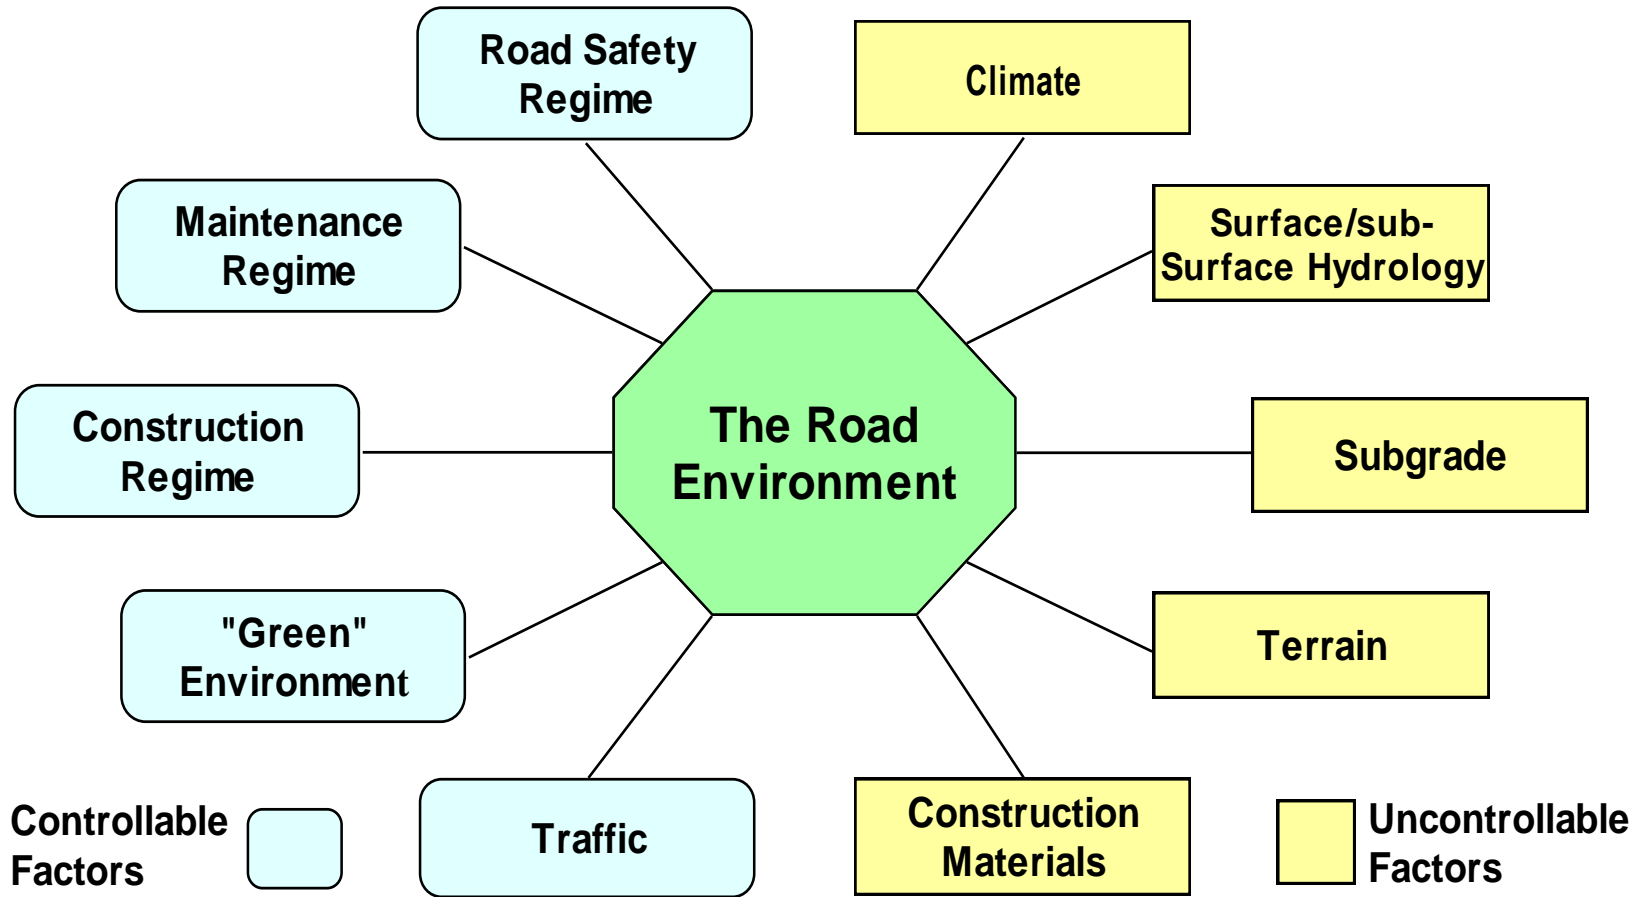 Road Safety
Regime
Climate
Maintenance
Regime
Surface/sub-
Surface Hydrology
Construction
Regime
The Road
Environment
Subgrade
"Green"
Environment
Terrain
Traffic
Construction
Materials
Controllable
Factors
Uncontrollable
Factors